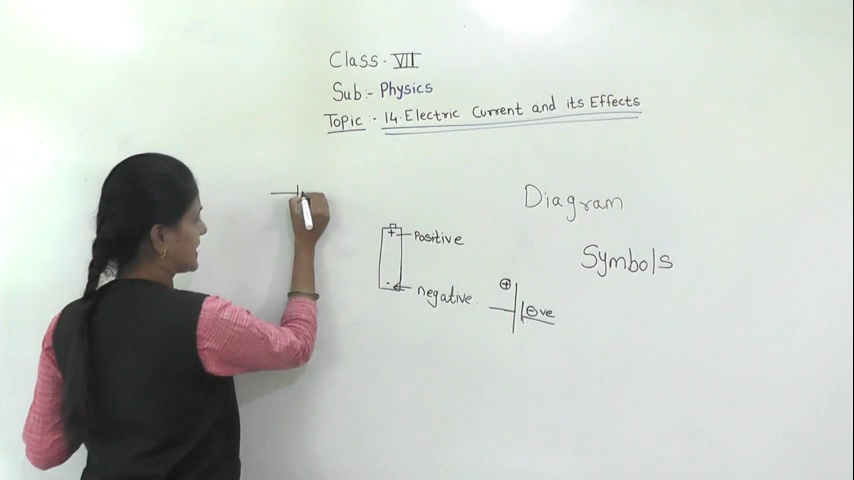 Class - VII
Sub:- Physics
Topic:- 14. Electric Current and its Effects
Diagram
+ Positive
Symbols
- negative.
⊕
⊖ve